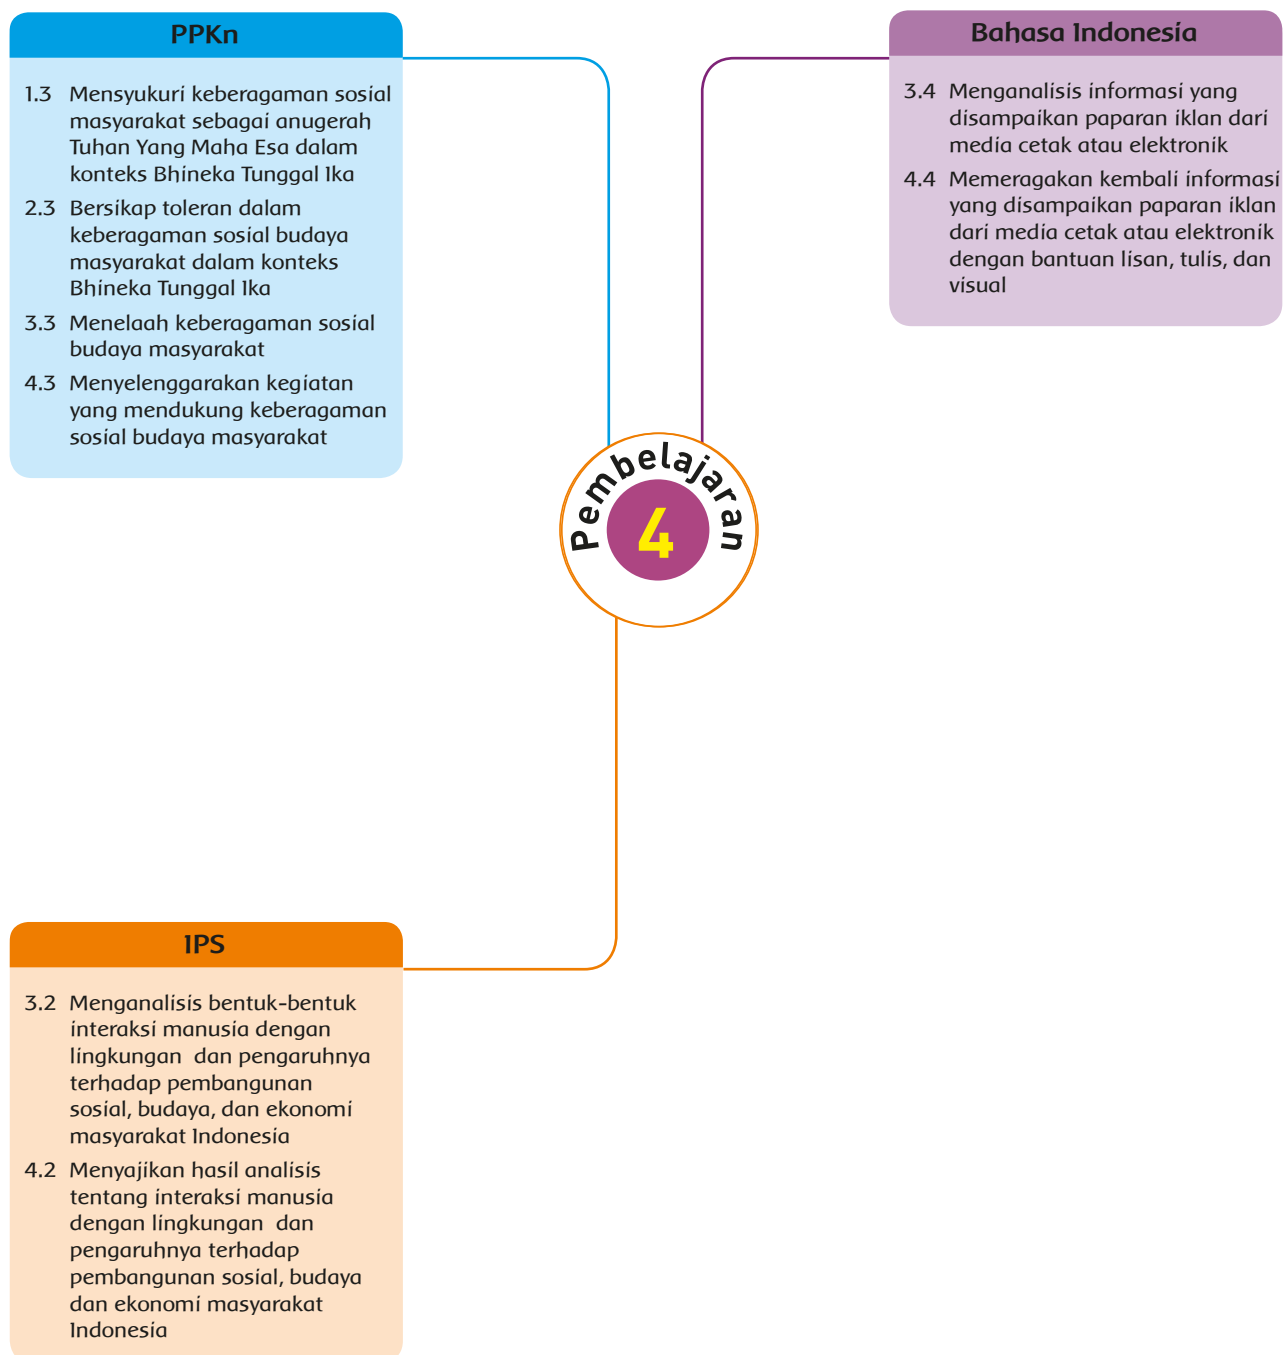 PPKn
1.3 Mensyukuri keberagaman sosial
masyarakat sebagai anugerah
Tuhan Yang Maha Esa dalam
konteks Bhineka Tunggal Ika
2.3 Bersikap toleran dalam
keberagaman sosial budaya
masyarakat dalam konteks
Bhineka Tunggal Ika
3.3 Menelaah keberagaman sosial
budaya masyarakat
4.3 Menyelenggarakan kegiatan
yang mendukung keberagaman
sosial budaya masyarakat
Bahasa Indonesia
3.4 Menganalisis informasi yang
disampaikan paparan iklan dari
media cetak atau elektronik
4.4 Memeragakan kembali informasi
yang disampaikan paparan iklan
dari media cetak atau elektronik
dengan bantuan lisan, tulis, dan
visual
Pembelajaran
4
IPS
3.2 Menganalisis bentuk-bentuk
interaksi manusia dengan
lingkungan dan pengaruhnya
terhadap pembangunan
sosial, budaya, dan ekonomi
masyarakat Indonesia
4.2 Menyajikan hasil analisis
tentang interaksi manusia
dengan lingkungan dan
pengaruhnya terhadap
pembangunan sosial, budaya
dan ekonomi masyarakat
Indonesia